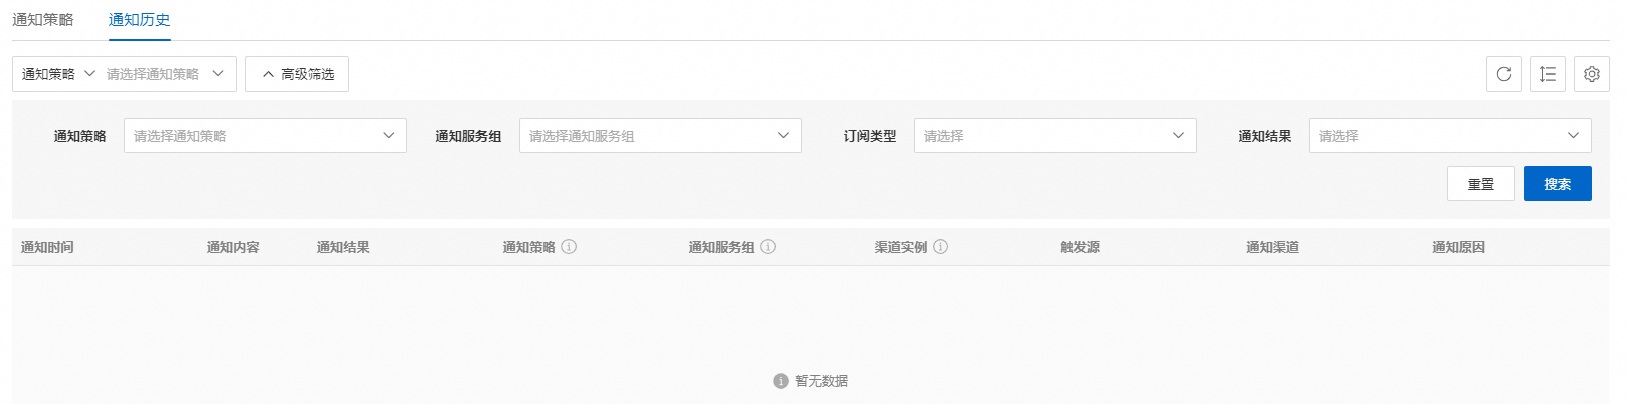 通知策略 通知历史
通知策略 请选择通知策略 高级筛选
通知策略 请选择通知策略 通知服务组 请选择通知服务组 订阅类型 请选择 通知结果 请选择
重置 搜索
通知时间 通知内容 通知结果 通知策略 通知服务组 渠道实例 触发源 通知渠道 通知原因
暂无数据